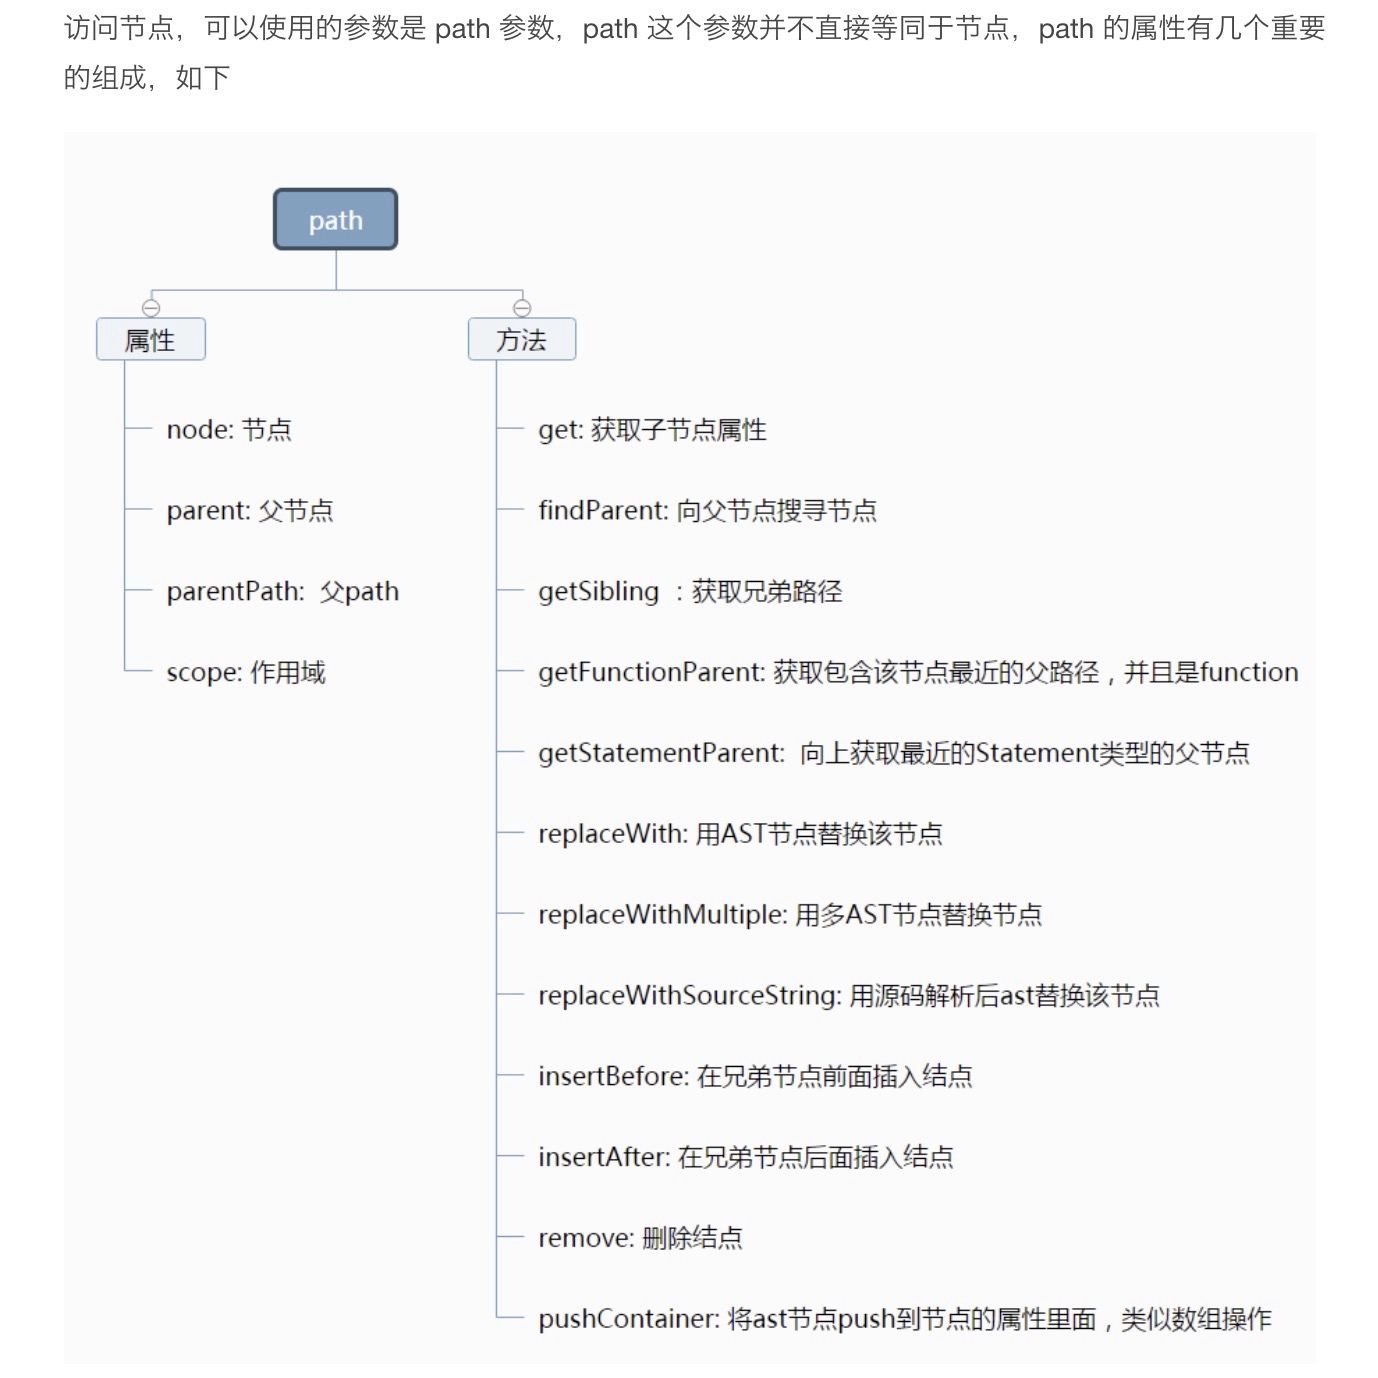 访问节点，可以使用的参数是 path 参数，path 这个参数并不直接等同于节点，path 的属性有几个重要
的组成，如下
path
属性
方法
node: 节点
parent: 父节点
parentPath: 父path
scope: 作用域
get: 获取子节点属性
findParent: 向父节点搜寻节点
getSibling ：获取兄弟路径
getFunctionParent: 获取包含该节点最近的父路径，并且是function
getStatementParent: 向上获取最近的Statement类型的父节点
replaceWith: 用AST节点替换该节点
replaceWithMultiple: 用多AST节点替换节点
replaceWithSourceString: 用源码解析后ast替换该节点
insertBefore: 在兄弟节点前面插入结点
insertAfter: 在兄弟节点后面插入结点
remove: 删除结点
pushContainer: 将ast节点push到节点的属性里面，类似数组操作